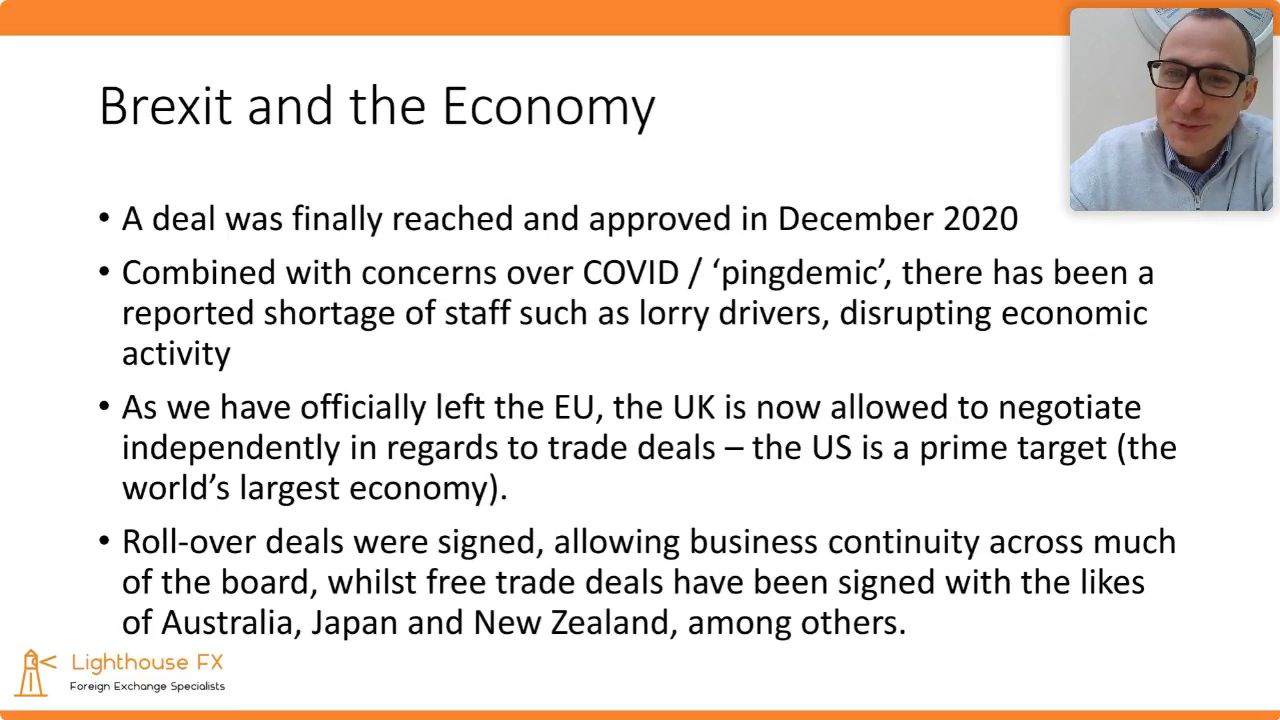 Brexit and the Economy
• A deal was finally reached and approved in December 2020
• Combined with concerns over COVID / ‘pingdemic’, there has been a
reported shortage of staff such as lorry drivers, disrupting economic
activity
• As we have officially left the EU, the UK is now allowed to negotiate
independently in regards to trade deals – the US is a prime target (the
world’s largest economy).
• Roll-over deals were signed, allowing business continuity across much
of the board, whilst free trade deals have been signed with the likes
of Australia, Japan and New Zealand, among others.
Lighthouse FX
Foreign Exchange Specialists